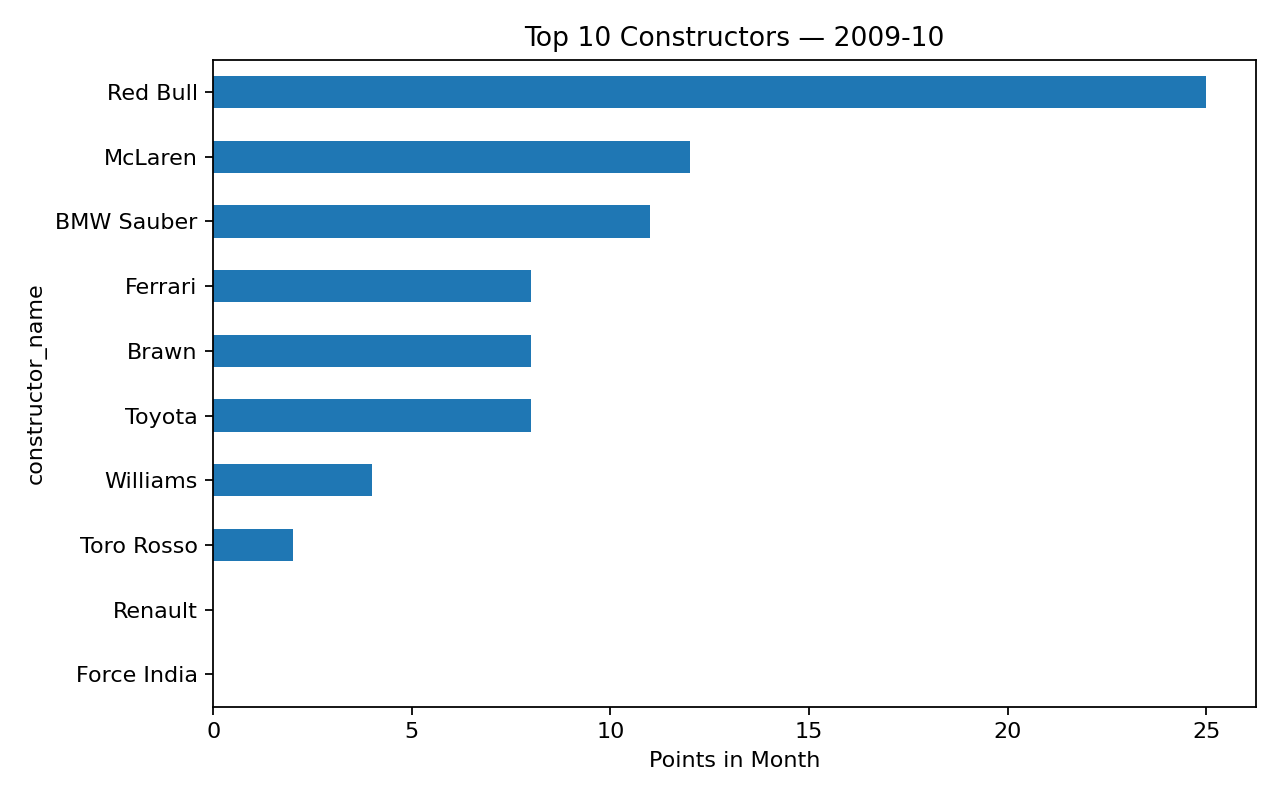 Top 10 Constructors — 2009-10
Red Bull
McLaren
BMW Sauber
Ferrari
Brawn
Toyota
Williams
Toro Rosso
Renault
Force India
constructor_name
0 5 10 15 20 25
Points in Month